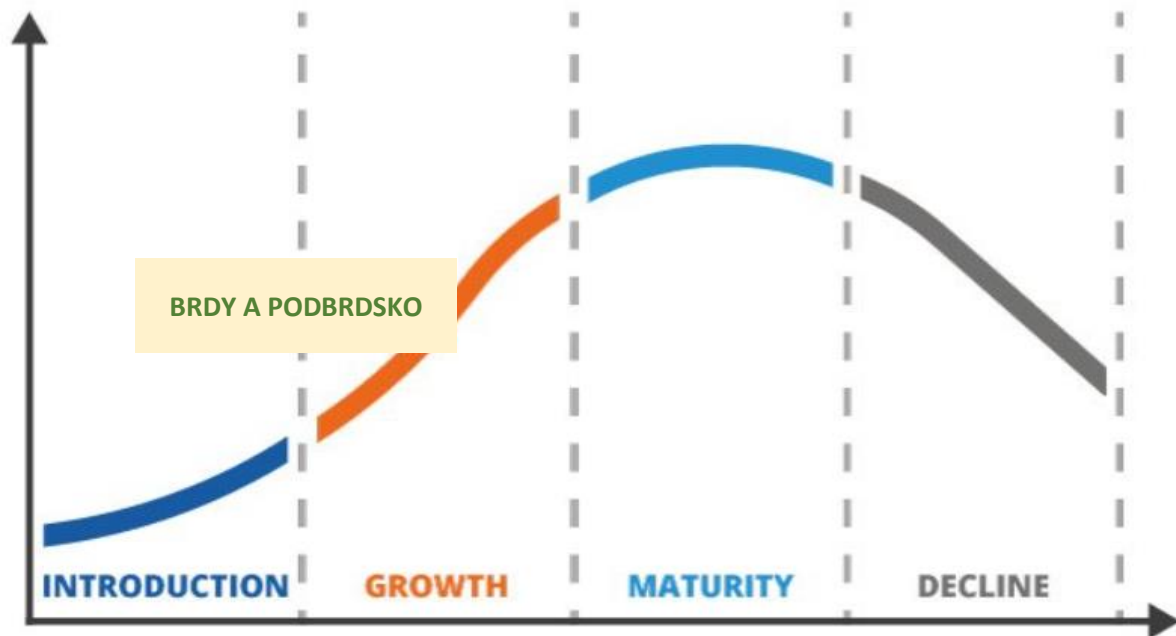 BRDY A PODBRDSKO
INTRODUCTION
GROWTH
MATURITY
DECLINE